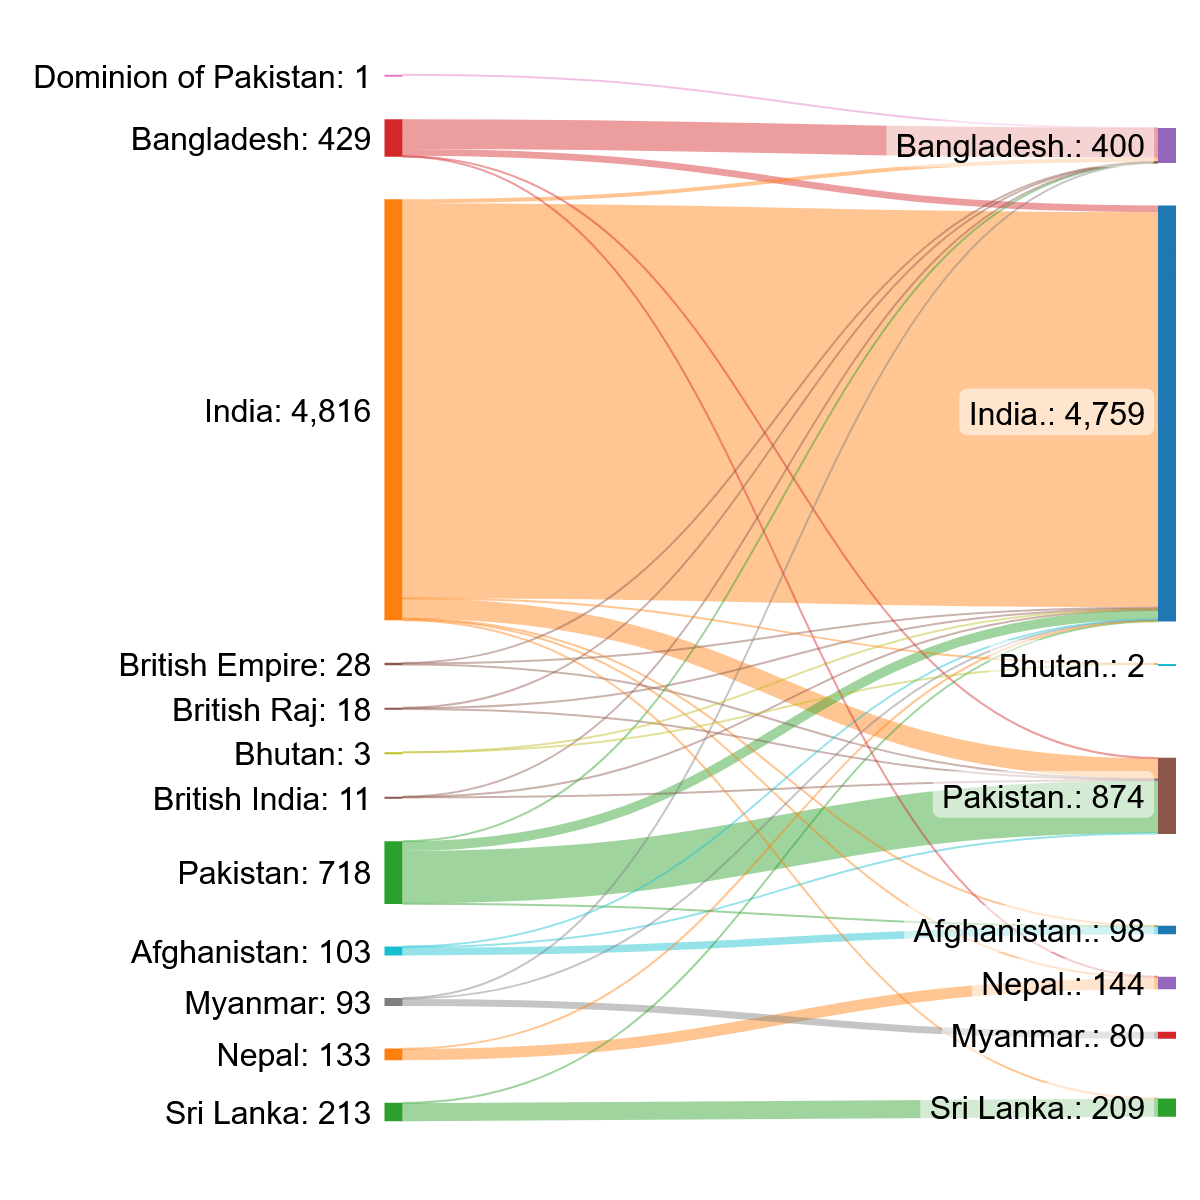 Dominion of Pakistan: 1
Bangladesh: 429
India: 4,816
British Empire: 28
British Raj: 18
Bhutan: 3
British India: 11
Pakistan: 718
Afghanistan: 103
Myanmar: 93
Nepal: 133
Sri Lanka: 213
Bangladesh.: 400
India.: 4,759
Bhutan.: 2
Pakistan.: 874
Afghanistan.: 98
Nepal.: 144
Myanmar.: 80
Sri Lanka.: 209